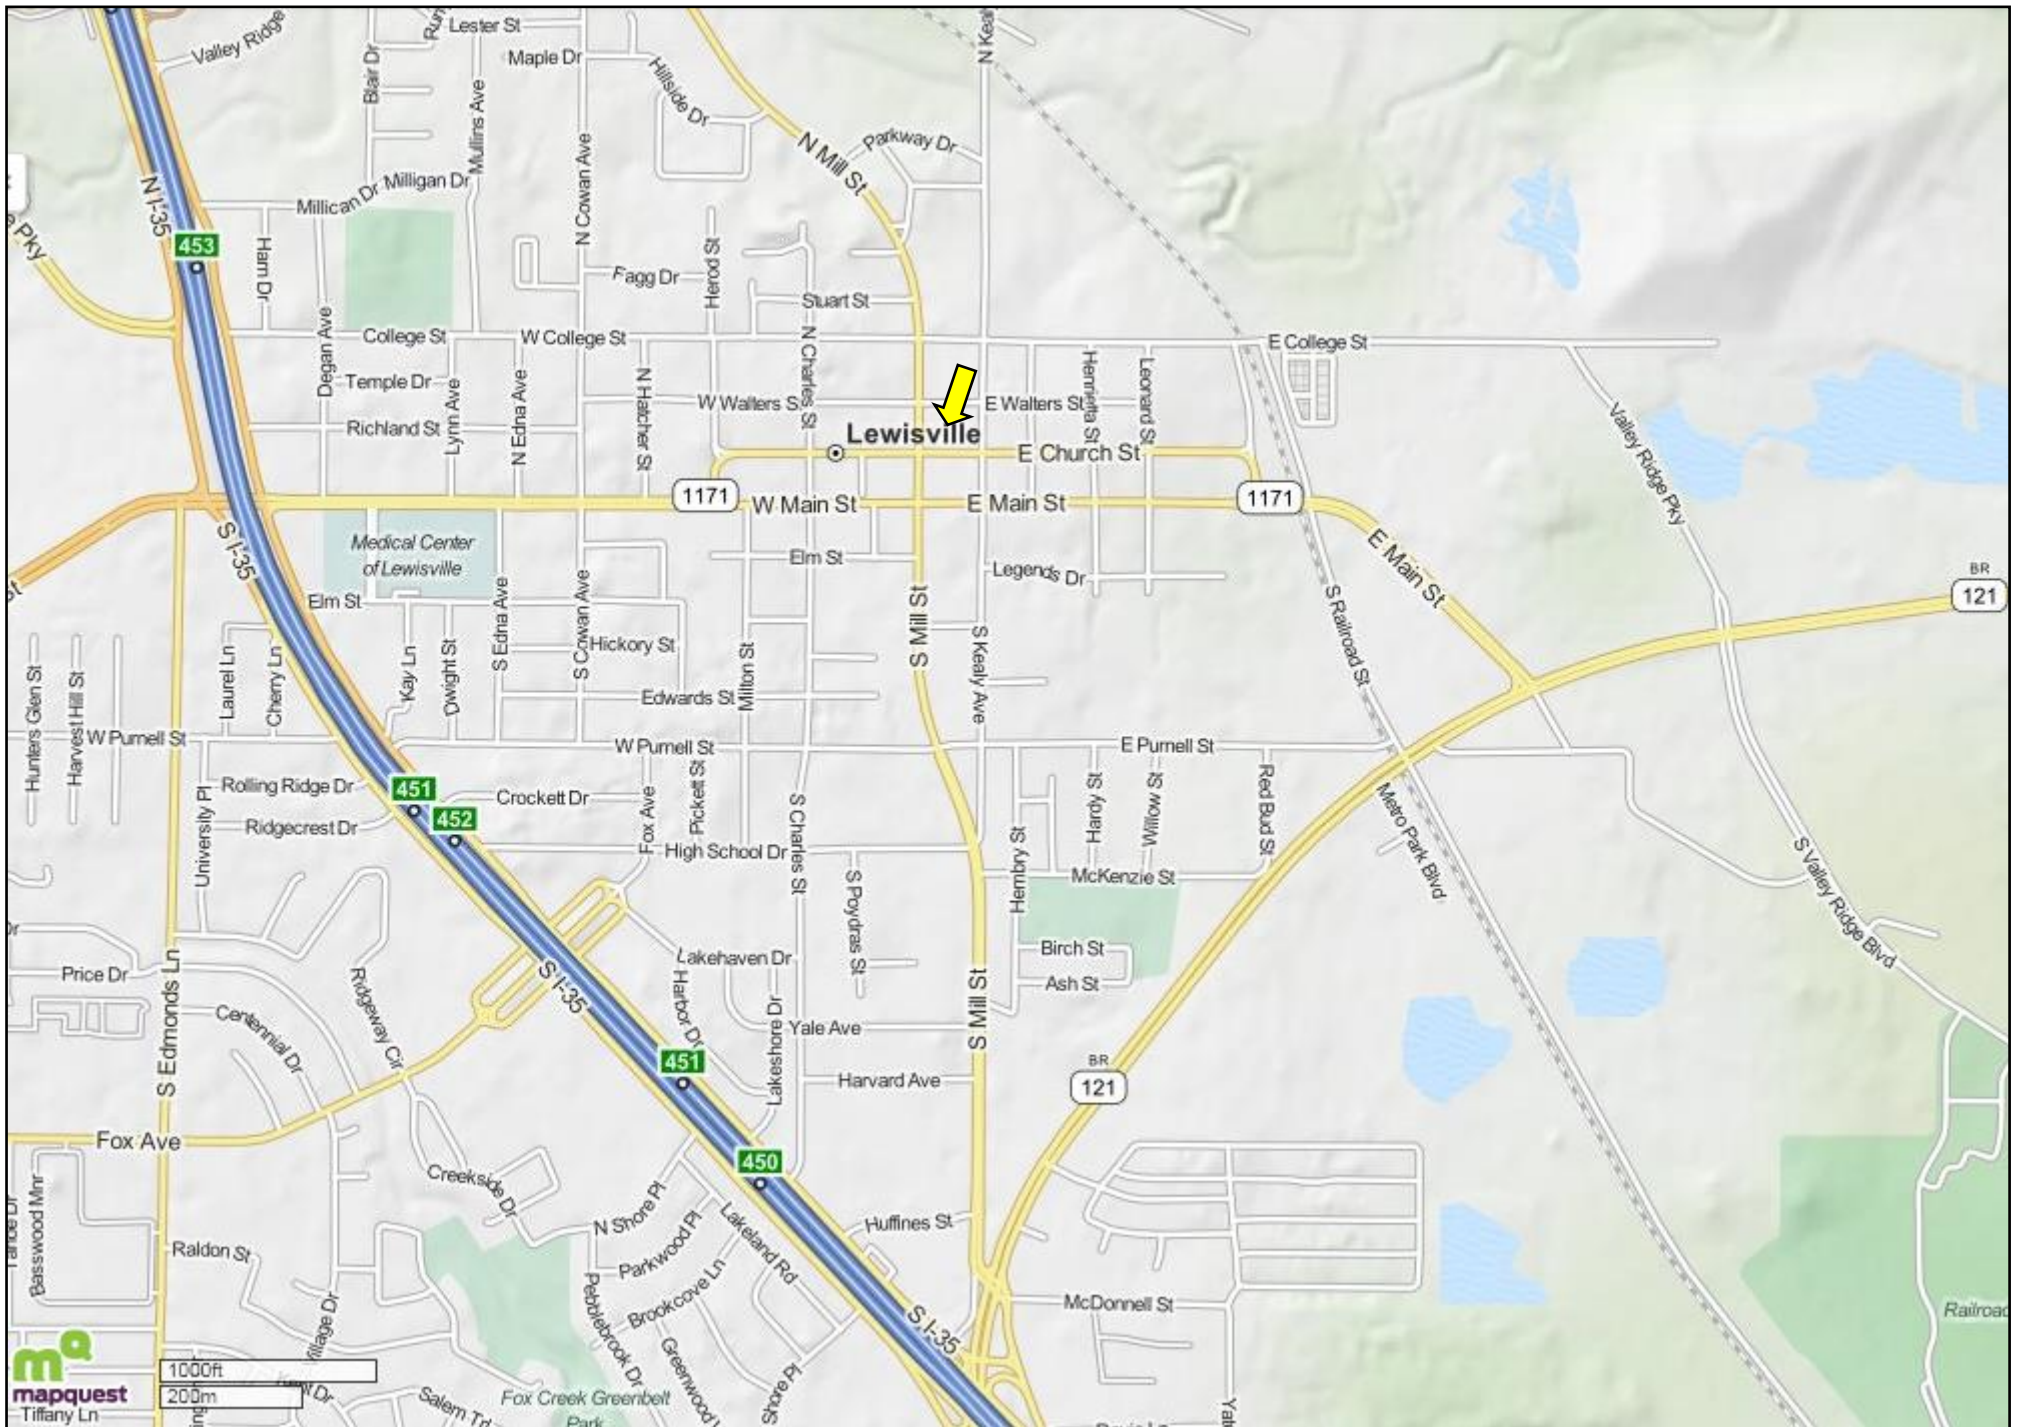 Lester St
Valley Ridge
Run
Blair Dr
Maple Dr
Mullins Ave
Hillside Dr
N Mill St
Parkway Dr
N Cowan Ave
Millican Dr
Milligan Dr
N I-35
453
Ham Dr
Pky
Fagg Dr
Herod St
Stuart St
Degan Ave
College St
W College St
E College St
N Charles St
Temple Dr
Lynn Ave
N Edna Ave
N Hatcher St
W Walters St
E Walters St
Henrietta St
Leonard St
Richland St
Lewisville
E Church St
Valley Ridge Pky
1171
W Main St
E Main St
1171
E Main St
S I-35
Medical Center
of Lewisville
Elm St
Legends Dr
BR
121
Elm St
S Edna Ave
S Cowan Ave
Hickory St
S Mill St
S Kealy Ave
S Railroad St
Hunters Glen St
Harvest Hill St
Laurel Ln
Cherry Ln
Kay Ln
Dwight St
Milton St
Edwards St
W Purnell St
W Purnell St
E Purnell St
Rolling Ridge Dr
451
452
Crockett Dr
Fox Ave
Pickett St
Ridgecrest Dr
University Pl
High School Dr
S Charles St
S Poydras St
Hembry St
Hardy St
Willow St
Red Bud St
McKenzie St
Metro Park Blvd
S Valley Ridge Blvd
Dr
Price Dr
S Edmonds Ln
Centennial Dr
Ridgeway Cir
S I-35
Lakehaven Dr
Harbor Dr
Lakeshore Dr
Yale Ave
S Mill St
Birch St
Ash St
451
Harvard Ave
BR
121
Fox Ave
450
Basswood Mnr
Creekside Dr
N Shore Pl
Parkwood Pl
Lakeland Rd
Huffines St
Raldon St
Village Dr
Pebblebrook Dr
Brookcove Ln
Greenwood
Shore Pl
S I-35
McDonnell St
Railroad
mapquest
1000ft
200m
Kent Dr
Tiffany Ln
Salem Trl
Fox Creek Greenbelt
Park